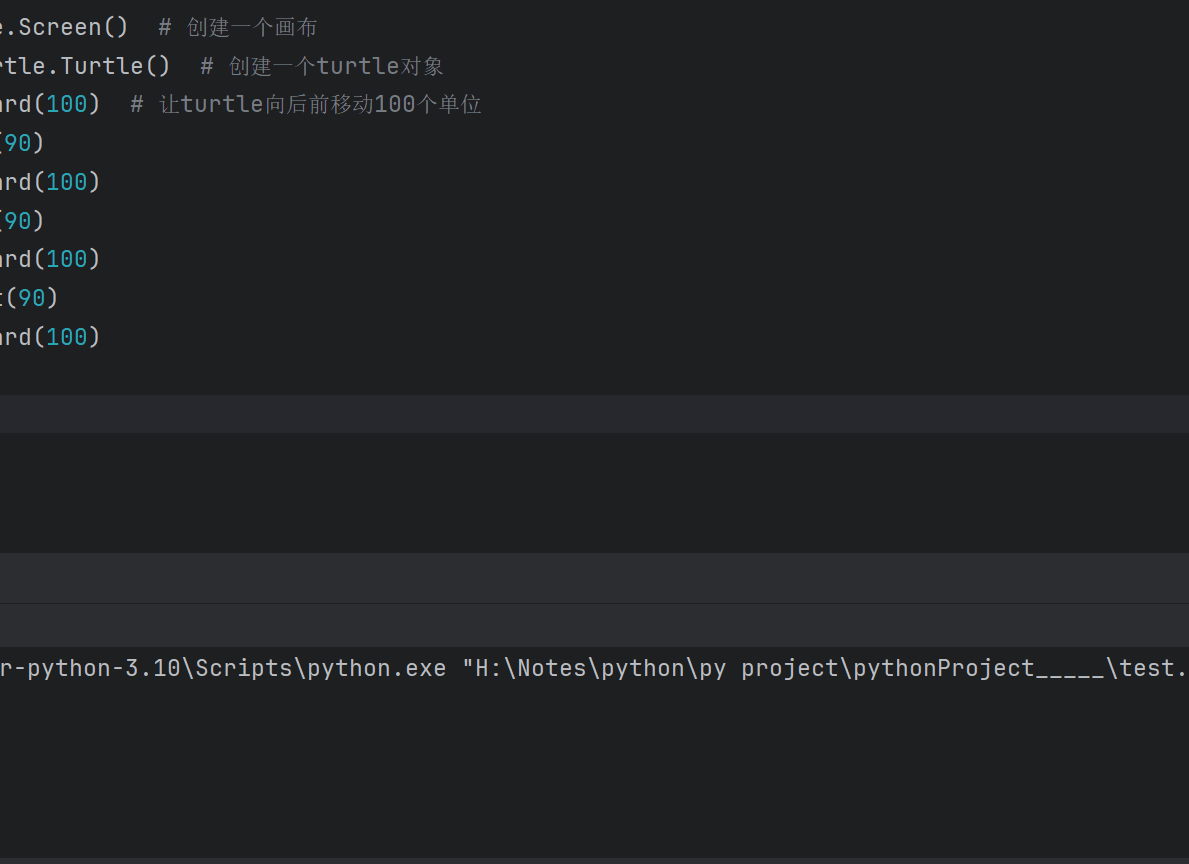 e.Screen()  # 创建一个画布
rtle.Turtle()  # 创建一个turtle对象
ard(100)  # 让turtle向后前移动100个单位
(90)
ard(100)
(90)
ard(100)
t(90)
ard(100)
r-python-3.10\Scripts\python.exe "H:\Notes\python\py project\pythonProject_____\test.